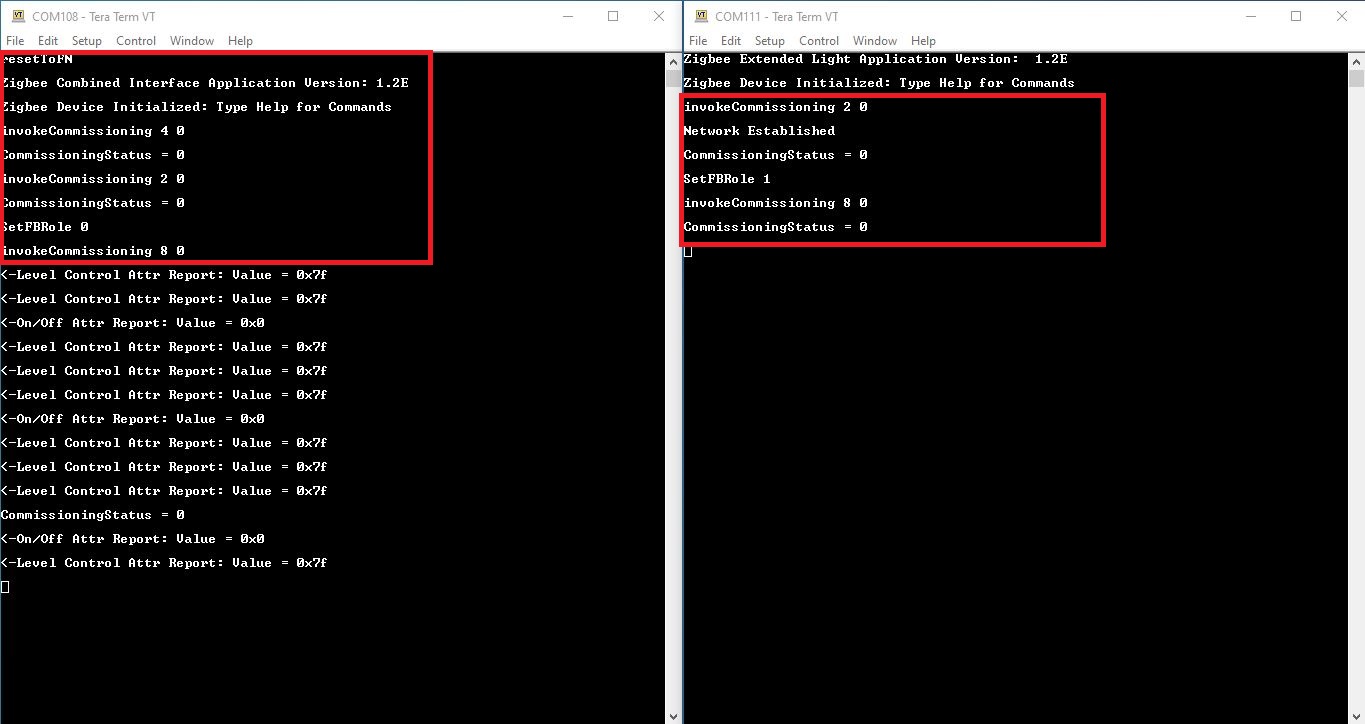 COM108 - Tera Term VT
File Edit Setup Control Window Help
resetToFN
Zigbee Combined Interface Application Version: 1.2E
Zigbee Device Initialized: Type Help for Commands
invokeCommissioning 4 0
CommissioningStatus = 0
invokeCommissioning 2 0
CommissioningStatus = 0
SetFBRole 0
invokeCommissioning 8 0
<-Level Control Attr Report: Value = 0x7f
<-Level Control Attr Report: Value = 0x7f
<-On/Off Attr Report: Value = 0x0
<-Level Control Attr Report: Value = 0x7f
<-Level Control Attr Report: Value = 0x7f
<-Level Control Attr Report: Value = 0x7f
<-On/Off Attr Report: Value = 0x0
<-Level Control Attr Report: Value = 0x7f
<-Level Control Attr Report: Value = 0x7f
<-Level Control Attr Report: Value = 0x7f
CommissioningStatus = 0
<-On/Off Attr Report: Value = 0x0
<-Level Control Attr Report: Value = 0x7f
COM111 - Tera Term VT
File Edit Setup Control Window Help
Zigbee Extended Light Application Version:  1.2E
Zigbee Device Initialized: Type Help for Commands
invokeCommissioning 2 0
Network Established
CommissioningStatus = 0
SetFBRole 1
invokeCommissioning 8 0
CommissioningStatus = 0